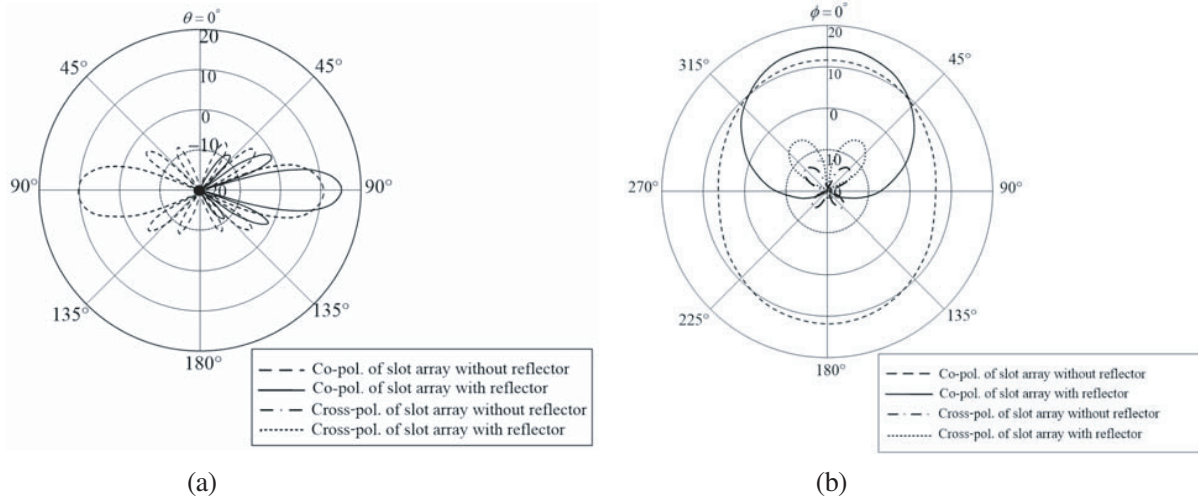 θ = 0°
20
10
0
−10
45°
45°
90°
90°
135°
135°
180°
Co-pol. of slot array without reflector
Co-pol. of slot array with reflector
Cross-pol. of slot array without reflector
Cross-pol. of slot array with reflector
(a)
ϕ = 0°
20
10
0
10
315°
45°
270°
90°
225°
135°
180°
Co-pol. of slot array without reflector
Co-pol. of slot array with reflector
Cross-pol. of slot array without reflector
Cross-pol. of slot array with reflector
(b)